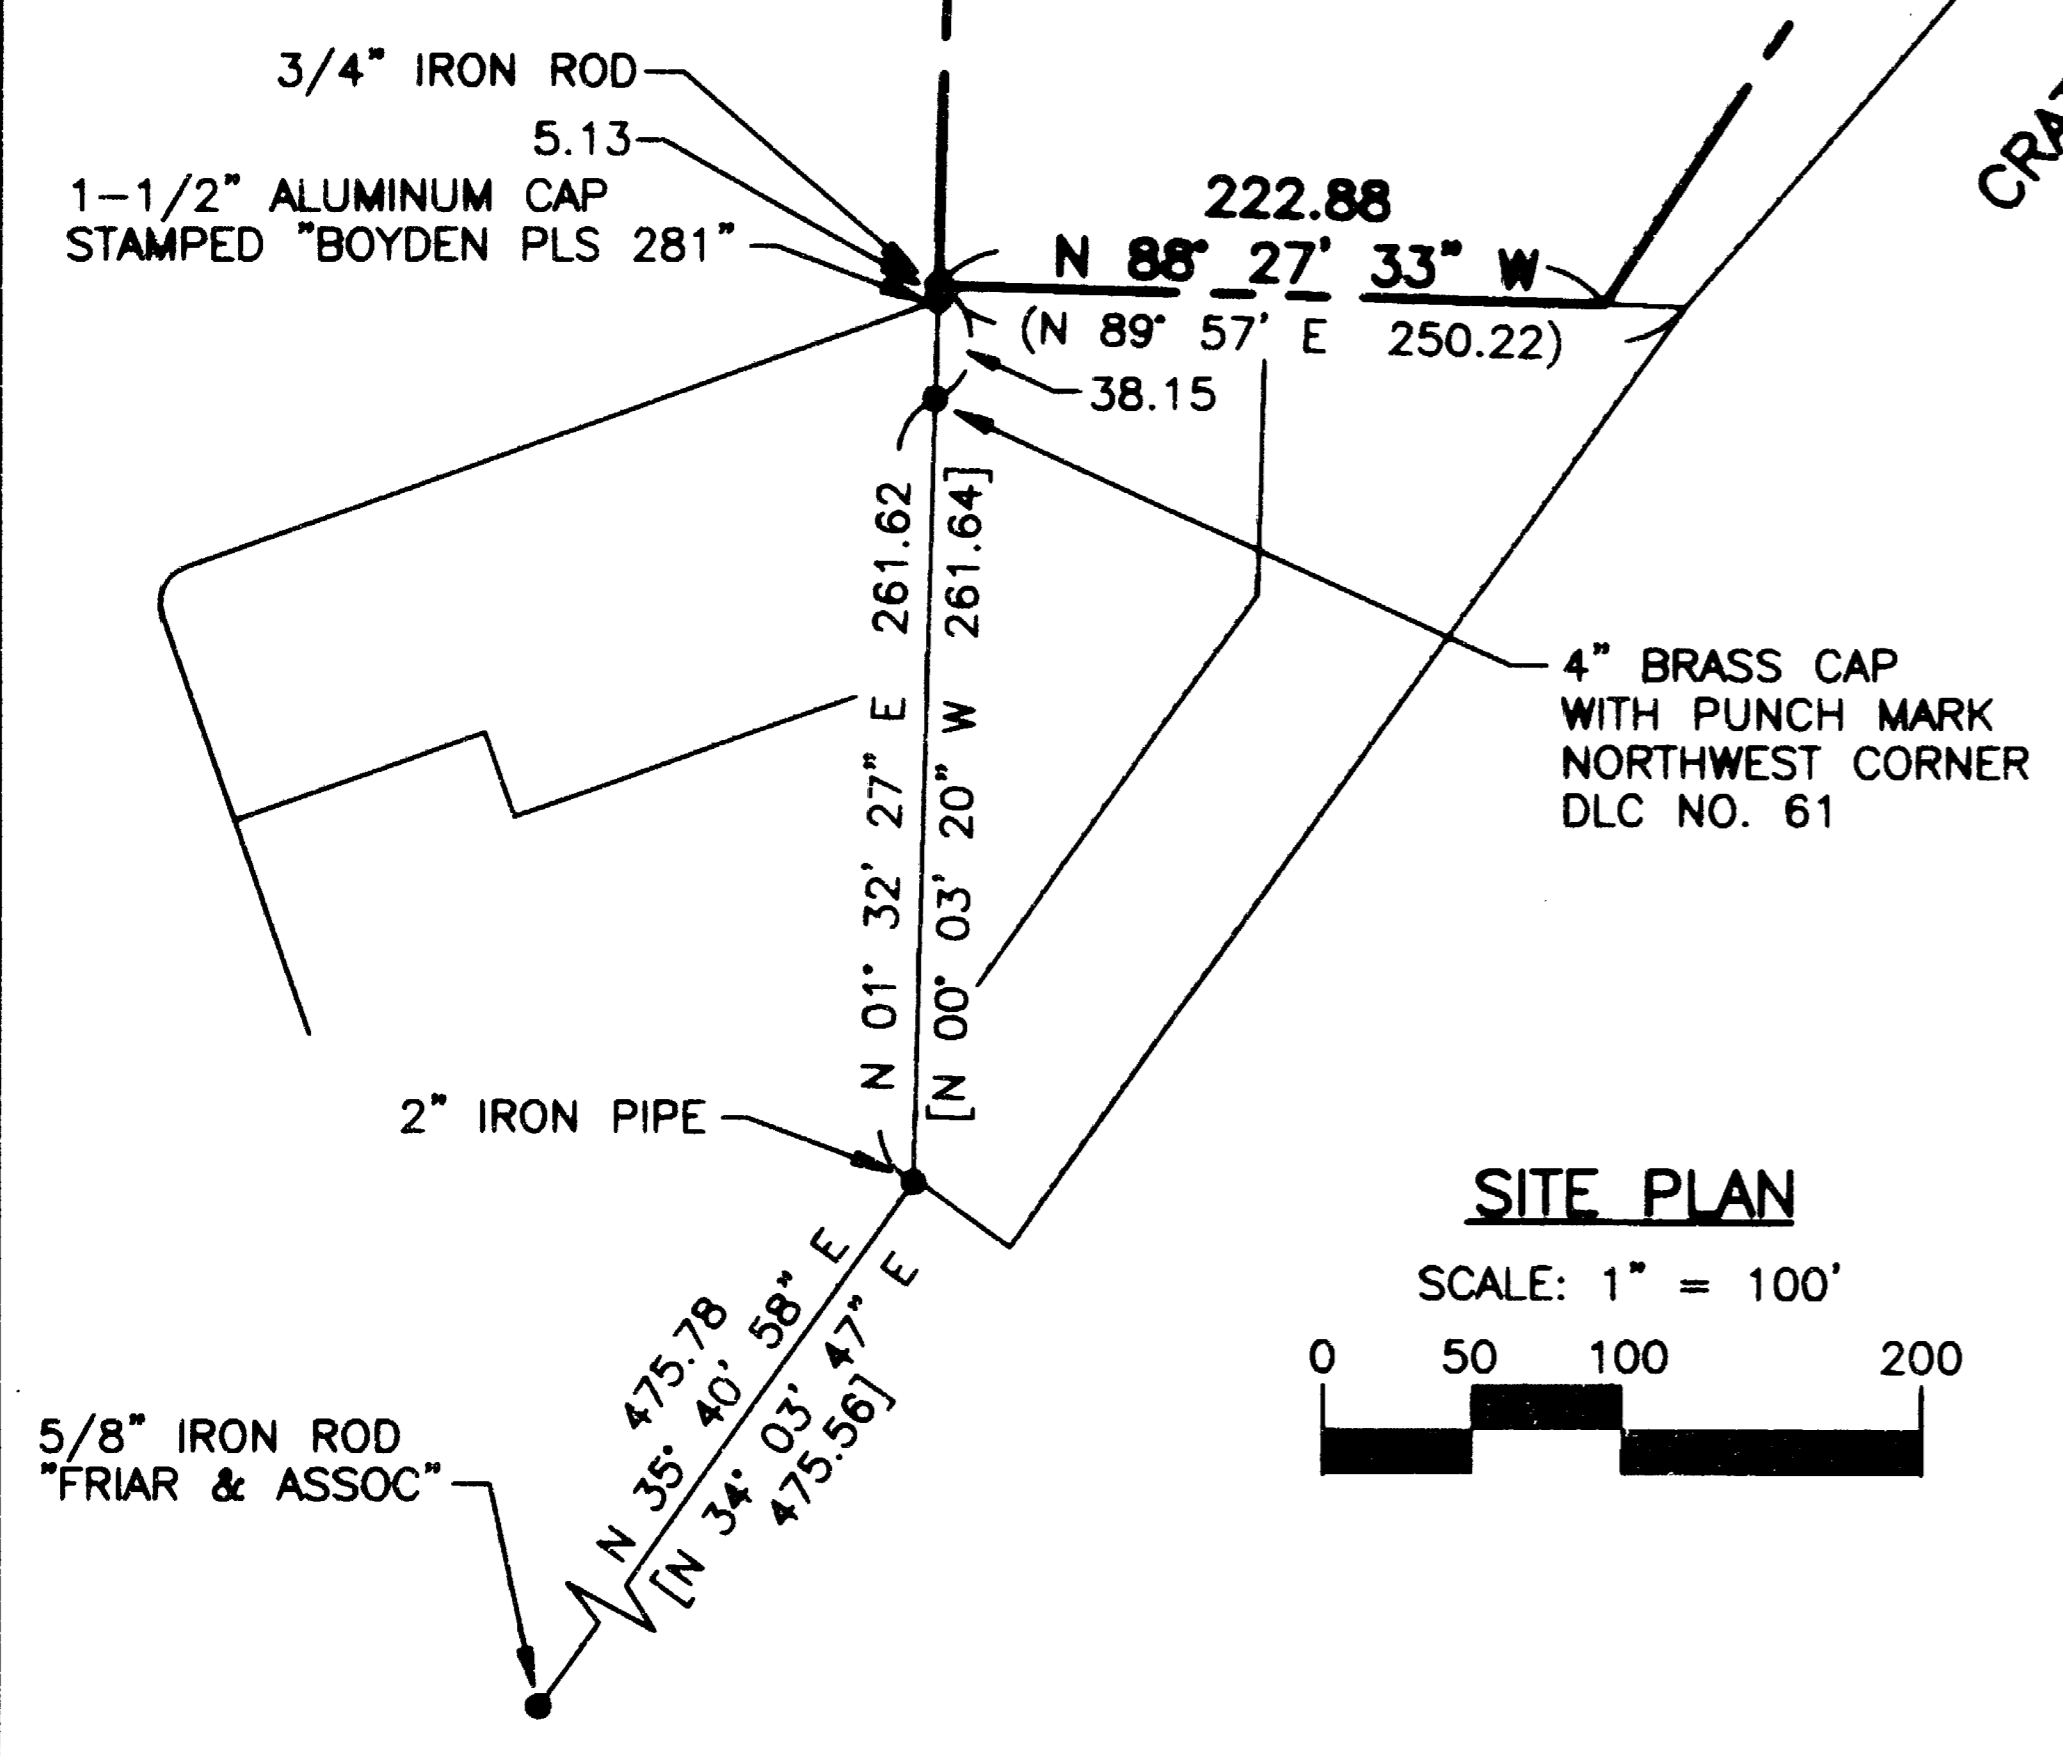 3/4" IRON ROD
5.13
1-1/2" ALUMINUM CAP
STAMPED "BOYDEN PLS 281"
222.88
N 88° 27' 33" W
(N 89° 57' E 250.22)
38.15
N 01° 32' 27" E 261.62
[N 00° 03' 20" W 261.64]
4" BRASS CAP
WITH PUNCH MARK
NORTHWEST CORNER
DLC NO. 61
2" IRON PIPE
475.78
N 35° 40' 58" E
[N 34° 03' 47" E
475.56]
5/8" IRON ROD
"FRIAR & ASSOC"
SITE PLAN
SCALE: 1" = 100'
0 50 100 200